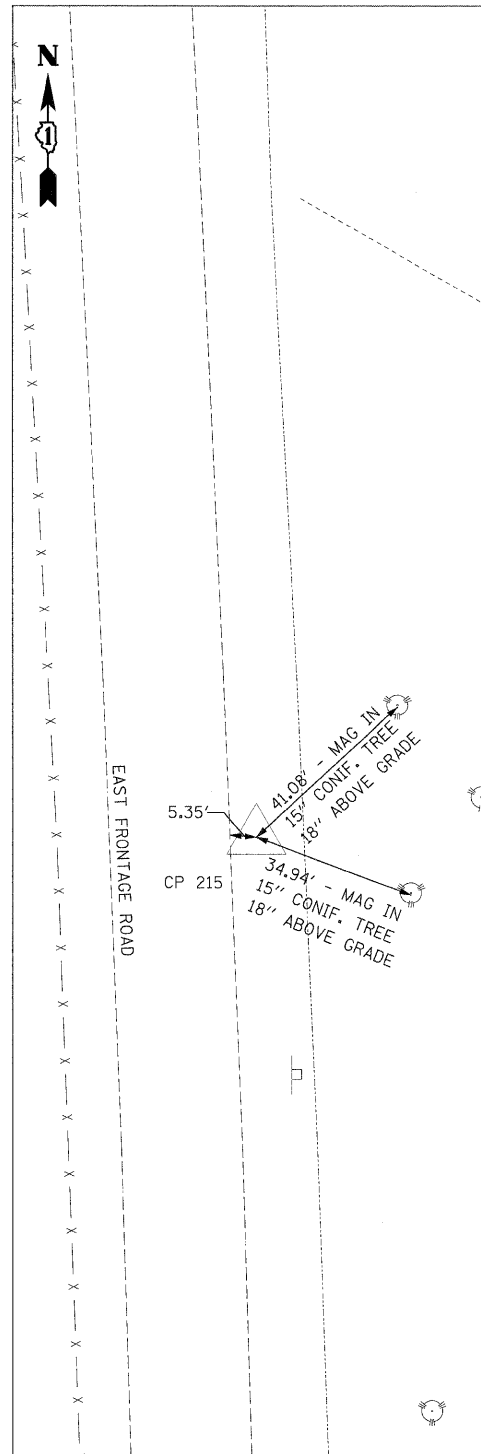 N
1
41.08' - MAG IN
15'' CONIF. TREE
18'' ABOVE GRADE
5.35'
CP 215
34.94' - MAG IN
15'' CONIF. TREE
18'' ABOVE GRADE
EAST FRONTAGE ROAD